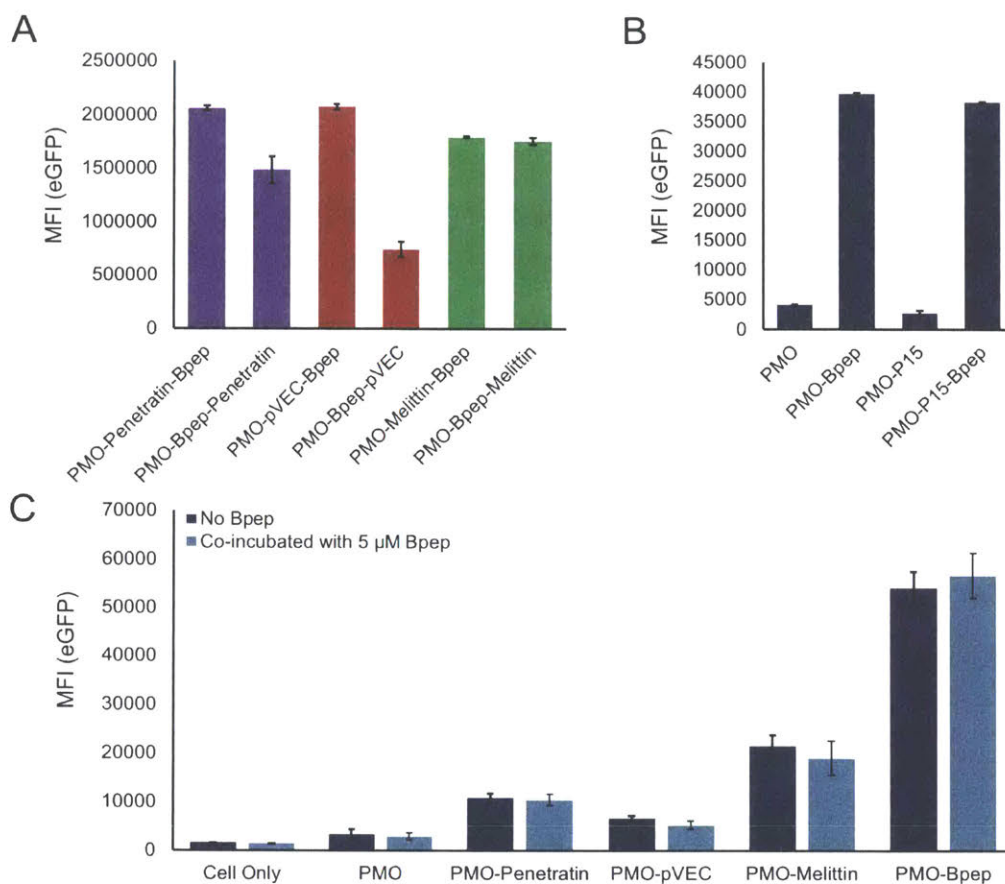 A
MFI (eGFP)
2500000
2000000
1500000
1000000
500000
0
PMO-Penetratin-Bpep
PMO-Bpep-Penetratin
PMO-pVEC-Bpep
PMO-Bpep-pVEC
PMO-Melittin-Bpep
PMO-Bpep-Melittin
B
MFI (eGFP)
45000
40000
35000
30000
25000
20000
15000
10000
5000
0
PMO
PMO-Bpep
PMO-P15
PMO-P15-Bpep
C
MFI (eGFP)
70000
60000
50000
40000
30000
20000
10000
0
No Bpep
Co-incubated with 5 µM Bpep
Cell Only PMO PMO-Penetratin PMO-pVEC PMO-Melittin PMO-Bpep